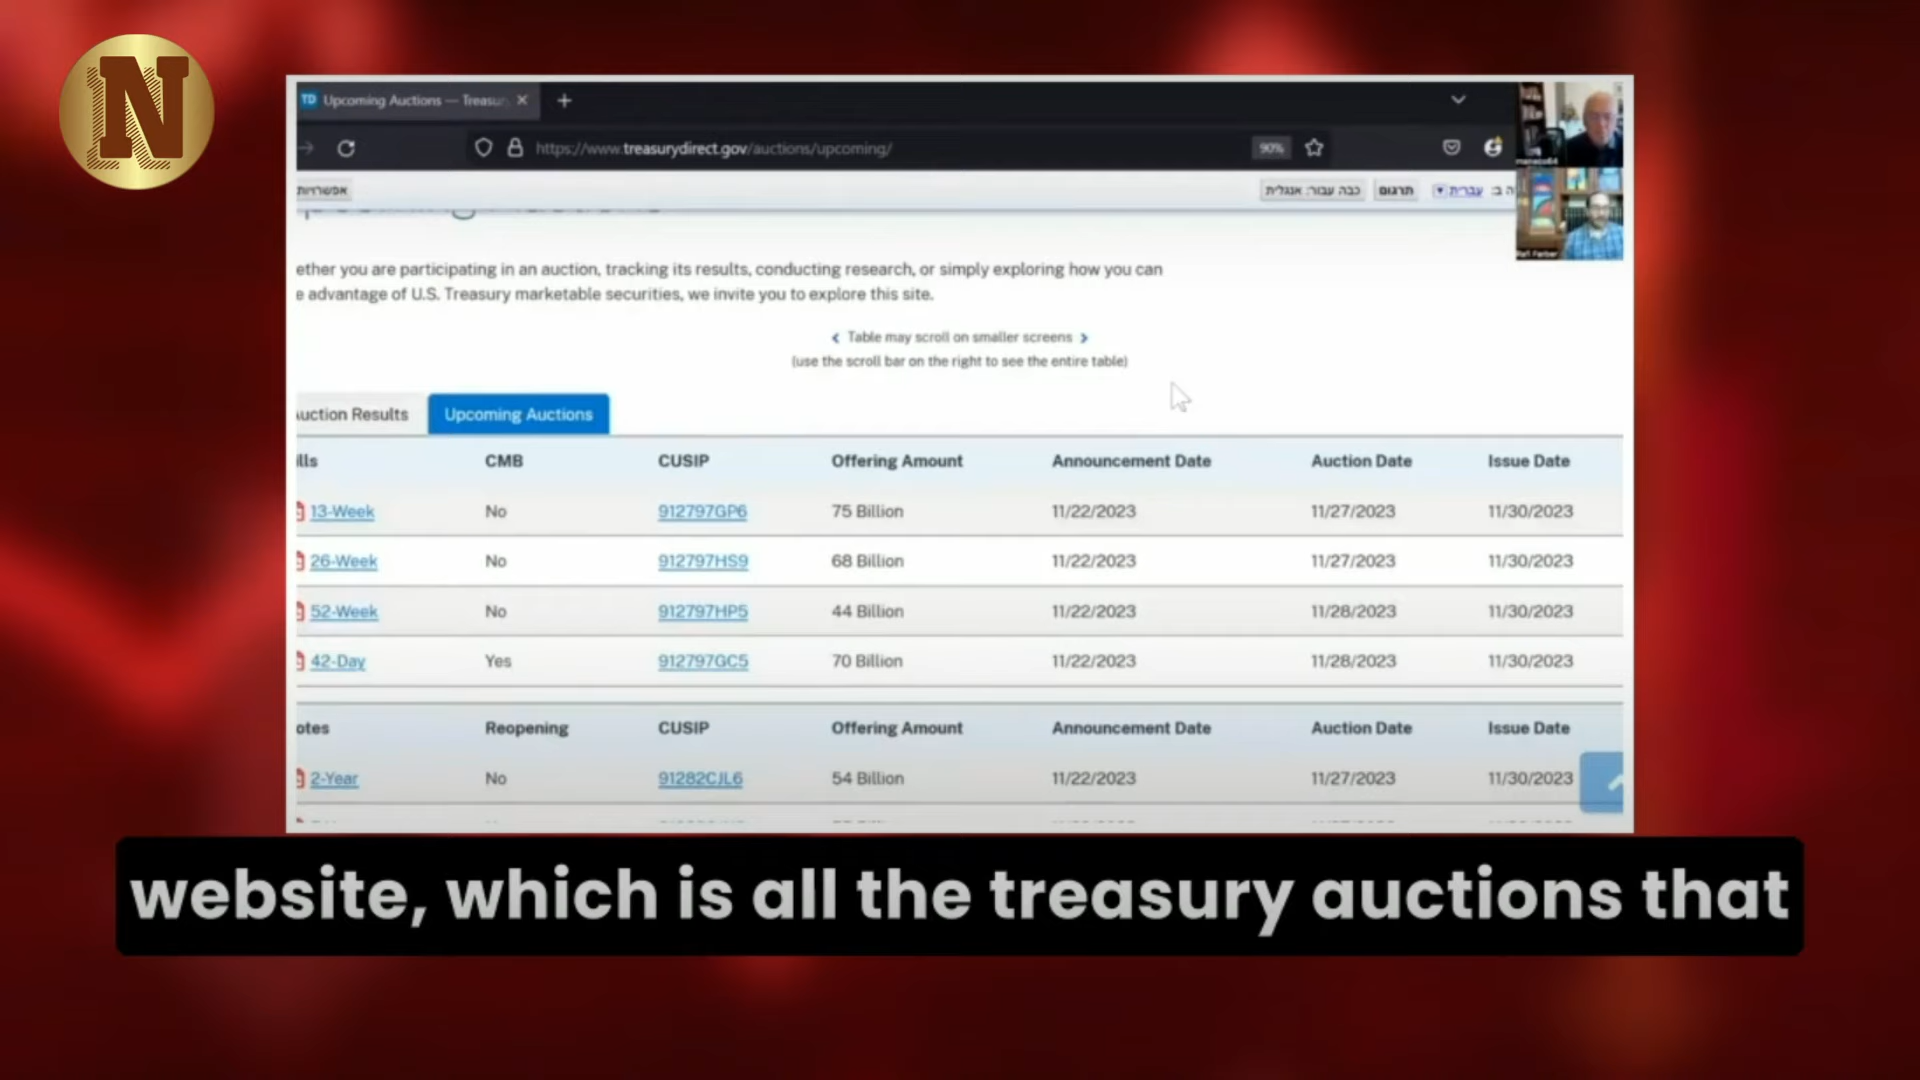 N
TD Upcoming Auctions — Treasur
https://www.treasurydirect.gov/auctions/upcoming/
90%
אפשרויות
כבה עבור: אנגלית
תרגום
עברית
ether you are participating in an auction, tracking its results, conducting research, or simply exploring how you can
e advantage of U.S. Treasury marketable securities, we invite you to explore this site.
Table may scroll on smaller screens
(use the scroll bar on the right to see the entire table)
uction Results Upcoming Auctions
ills CMB CUSIP Offering Amount Announcement Date Auction Date Issue Date
13-Week No 912797GP6 75 Billion 11/22/2023 11/27/2023 11/30/2023
26-Week No 912797HS9 68 Billion 11/22/2023 11/27/2023 11/30/2023
52-Week No 912797HP5 44 Billion 11/22/2023 11/28/2023 11/30/2023
42-Day Yes 912797GC5 70 Billion 11/22/2023 11/28/2023 11/30/2023
otes Reopening CUSIP Offering Amount Announcement Date Auction Date Issue Date
2-Year No 91282CJL6 54 Billion 11/22/2023 11/27/2023 11/30/2023
website, which is all the treasury auctions that